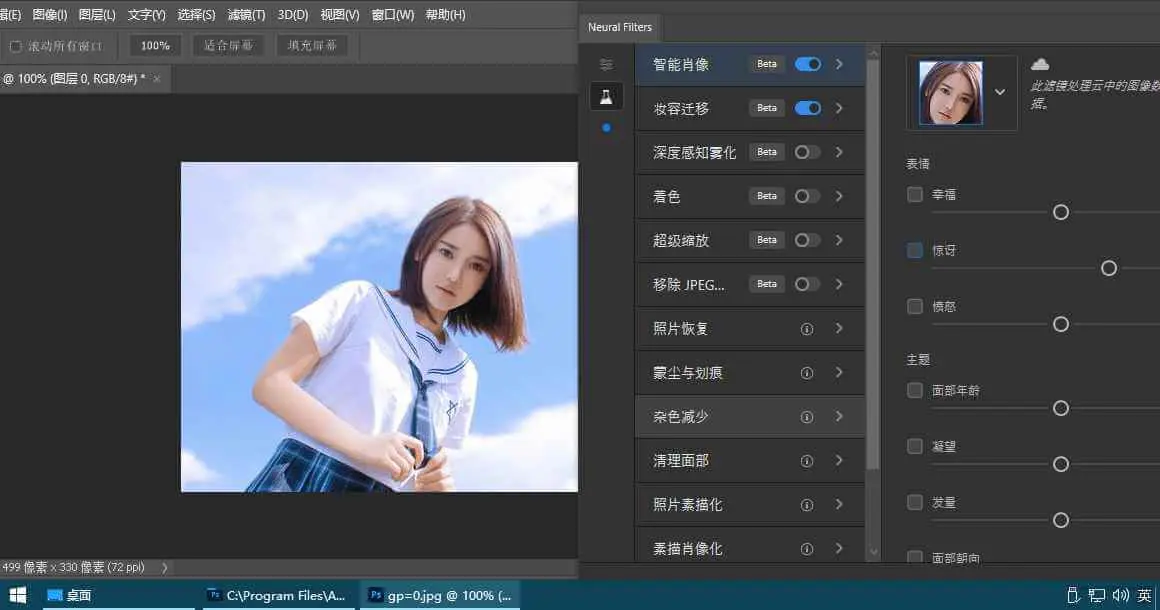 辑(E) 图像(I) 图层(L) 文字(Y) 选择(S) 滤镜(T) 3D(D) 视图(V) 窗口(W) 帮助(H)
滚动所有窗口 100% 适合屏幕 填充屏幕
@ 100% (图层 0, RGB/8#) * ×
499 像素 x 330 像素 (72 ppi)
Neural Filters
智能肖像 Beta
妆容迁移 Beta
深度感知雾化 Beta
着色 Beta
超级缩放 Beta
移除 JPEG... Beta
照片恢复
蒙尘与划痕
杂色减少
清理面部
照片素描化
素描肖像化
此滤镜处理云中的图像数
据。
表情
幸福
惊讶
愤怒
主题
面部年龄
凝望
发量
面部朝向
桌面 C:\Program Files\A... gp=0.jpg @ 100% (... 英